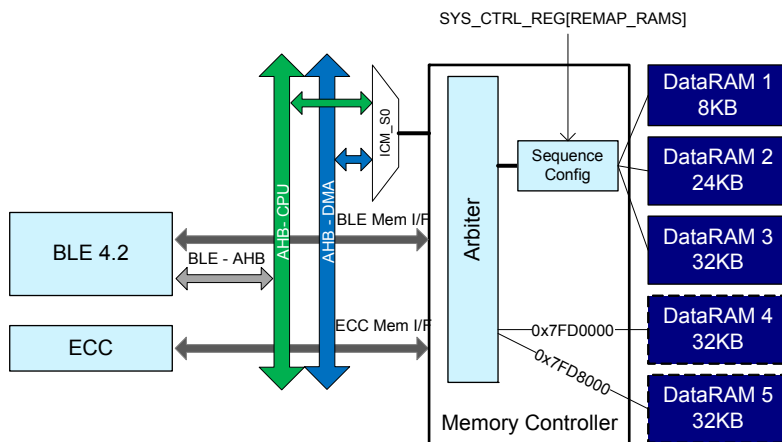 SYS_CTRL_REG[REMAP_RAMS]
DataRAM 1
8KB
ICM_S0
Sequence
Config
DataRAM 2
24KB
BLE 4.2
BLE Mem I/F
AHB- CPU
AHB - DMA
Arbiter
BLE - AHB
DataRAM 3
32KB
ECC
ECC Mem I/F
0x7FD0000
DataRAM 4
32KB
0x7FD8000
DataRAM 5
32KB
Memory Controller